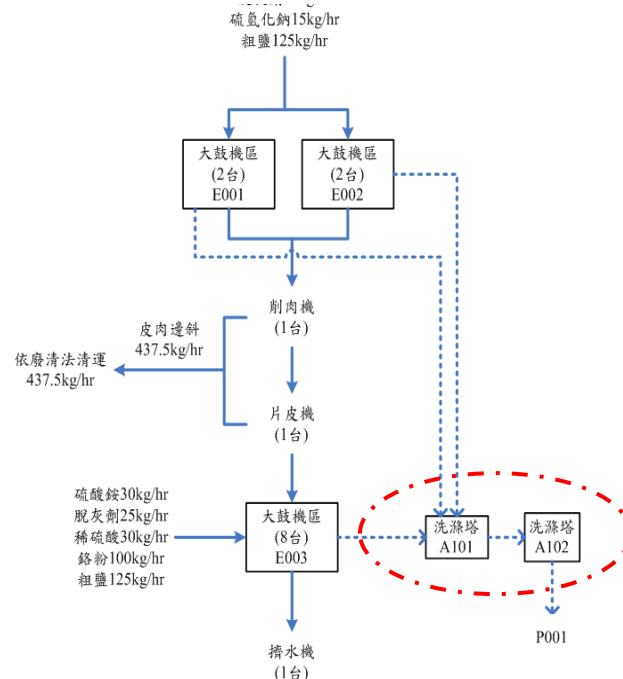 硫氫化鈉15kg/hr
粗鹽125kg/hr
大鼓機區
(2台)
E001
大鼓機區
(2台)
E002
削肉機
(1台)
皮肉邊斜
437.5kg/hr
依廢清法清運
437.5kg/hr
片皮機
(1台)
硫酸銨30kg/hr
脫灰劑25kg/hr
稀硫酸30kg/hr
鉻粉100kg/hr
粗鹽125kg/hr
大鼓機區
(8台)
E003
洗滌塔
A101
洗滌塔
A102
P001
擠水機
(1台)